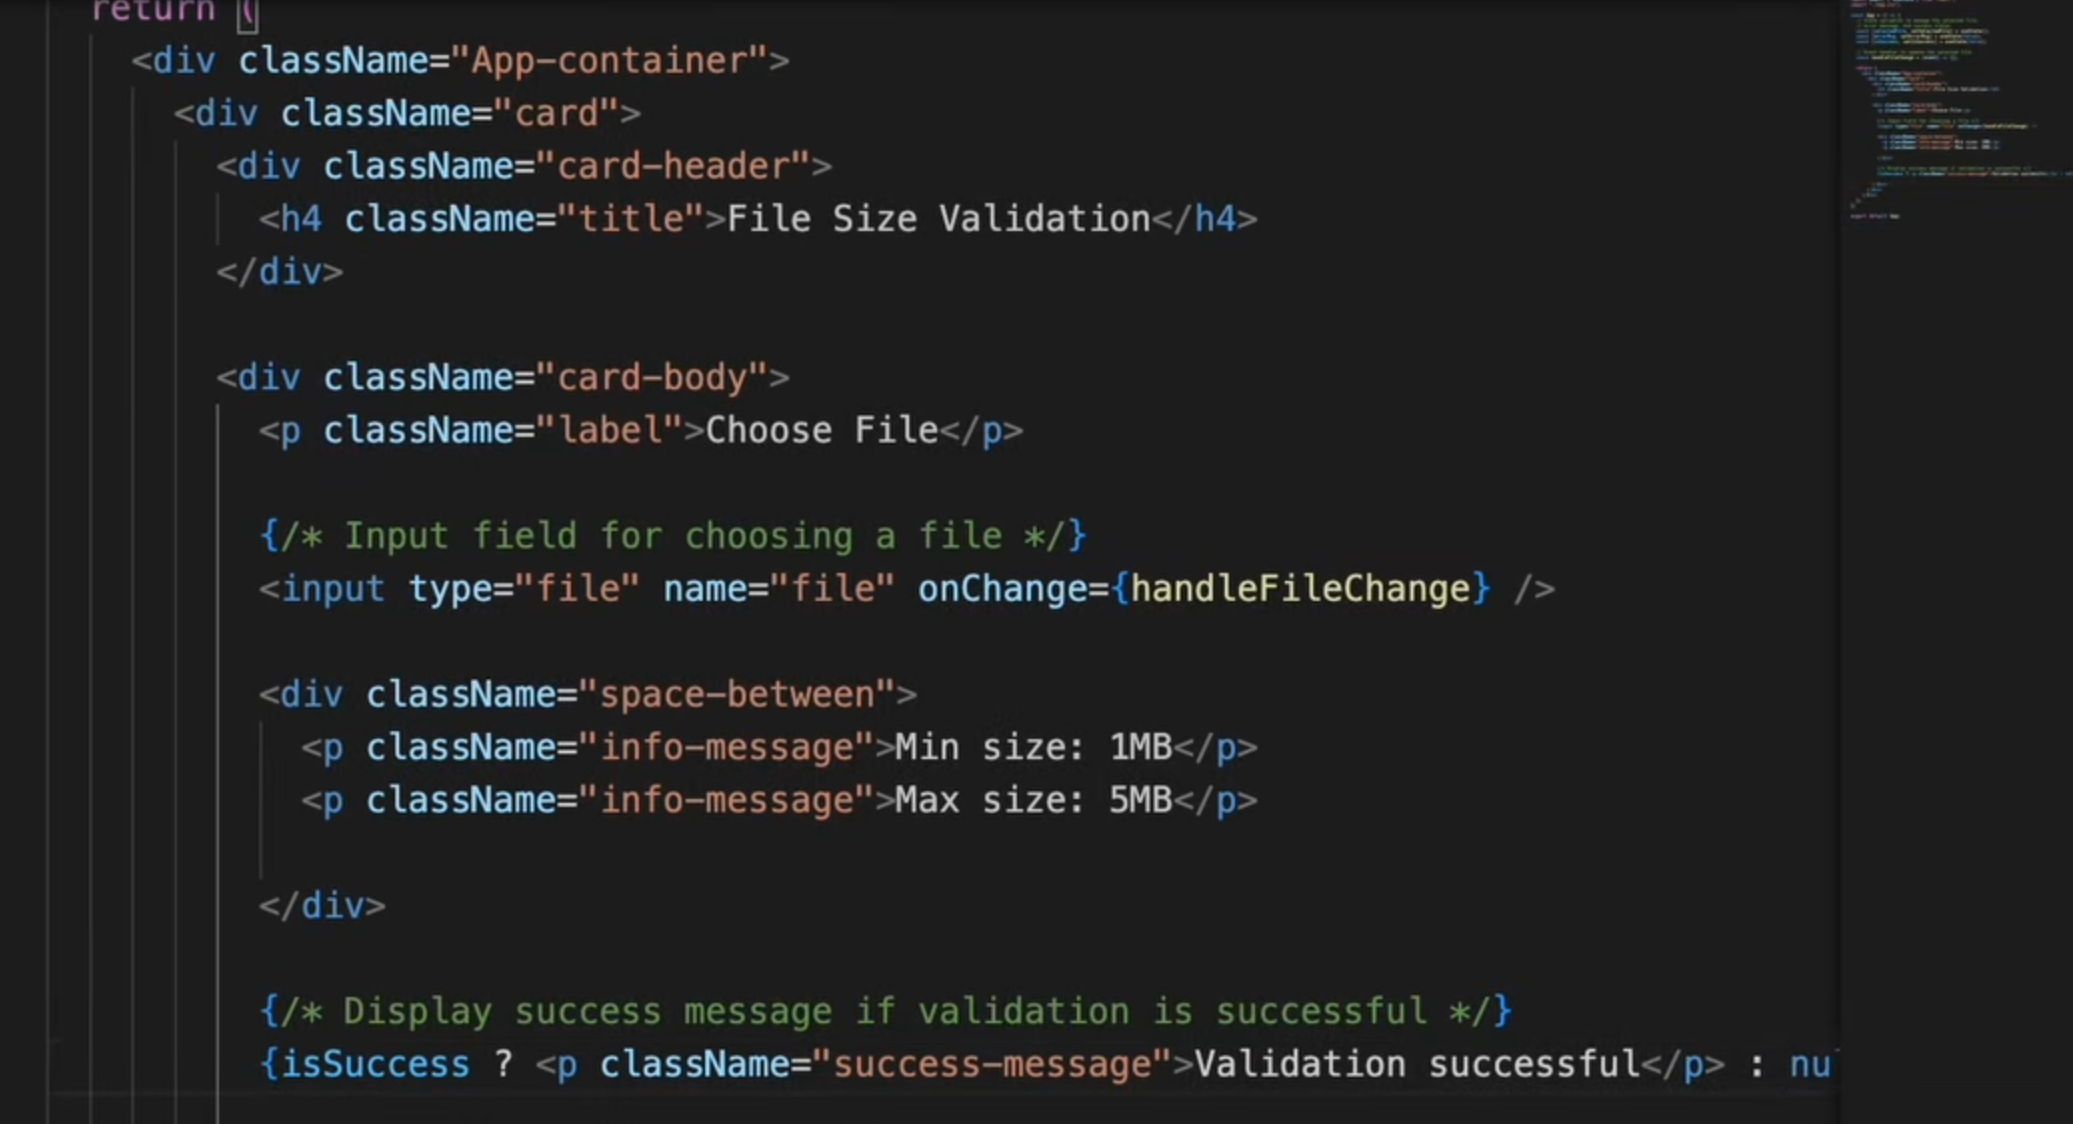 return (
<div className="App-container">
<div className="card">
<div className="card-header">
<h4 className="title">File Size Validation</h4>
</div>
<div className="card-body">
<p className="label">Choose File</p>
{/* Input field for choosing a file */}
<input type="file" name="file" onChange={handleFileChange} />
<div className="space-between">
<p className="info-message">Min size: 1MB</p>
<p className="info-message">Max size: 5MB</p>
</div>
{/* Display success message if validation is successful */}
{isSuccess ? <p className="success-message">Validation successful</p> : nu